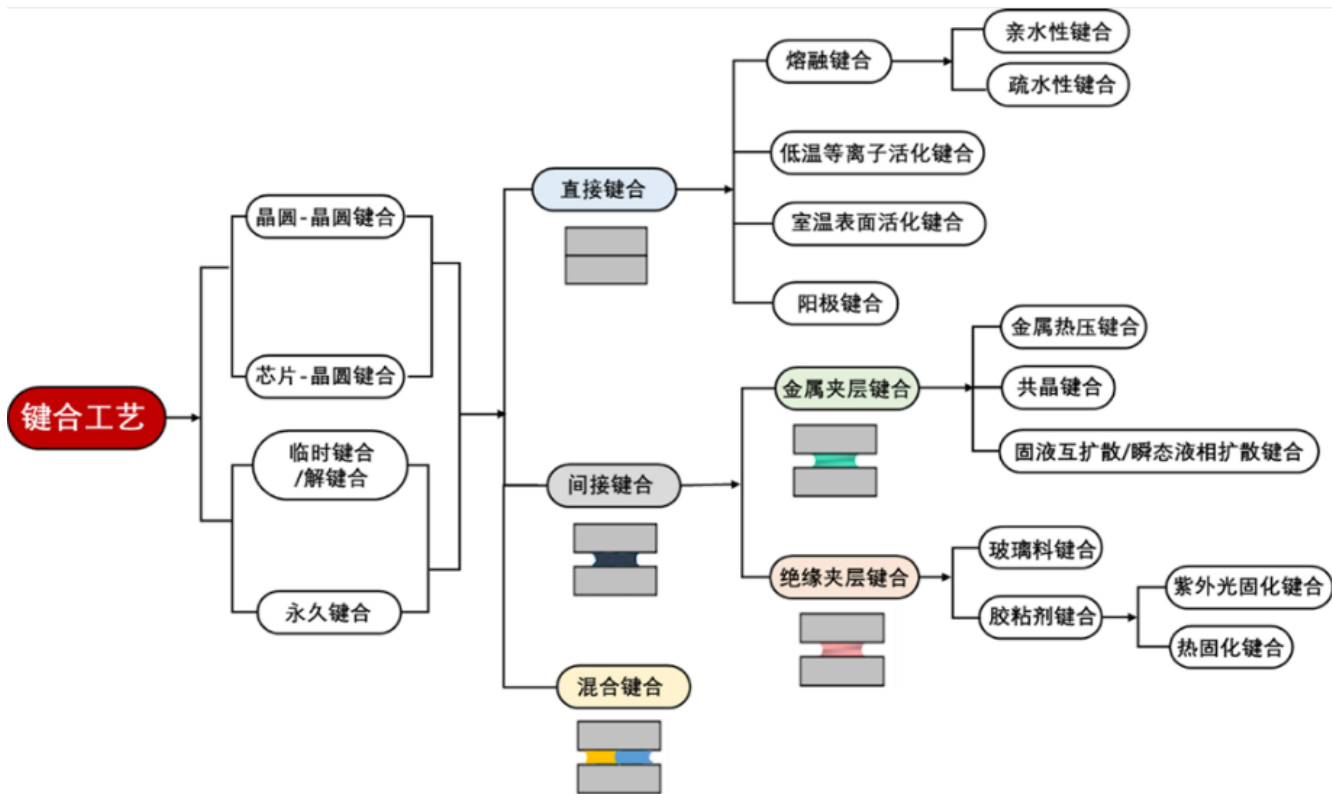 键合工艺
晶圆-晶圆键合
芯片-晶圆键合
临时键合
/解键合
永久键合
直接键合
间接键合
混合键合
熔融键合
亲水性键合
疏水性键合
低温等离子活化键合
室温表面活化键合
阳极键合
金属夹层键合
金属热压键合
共晶键合
固液互扩散/瞬态液相扩散键合
绝缘夹层键合
玻璃料键合
胶粘剂键合
紫外光固化键合
热固化键合